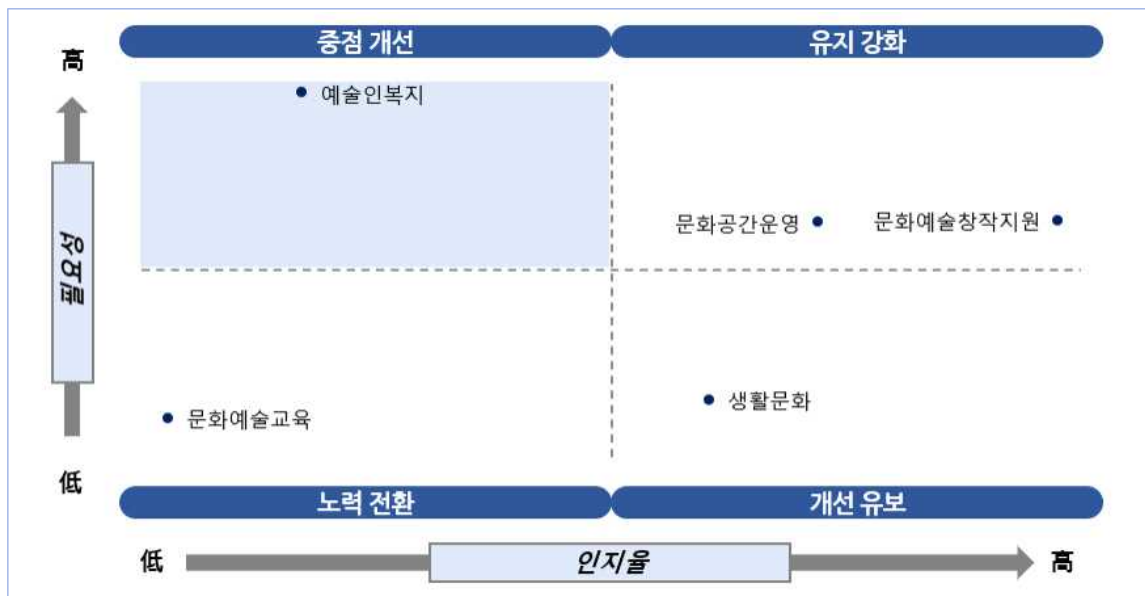 중점 개선
유지 강화
高
예술인복지
문화공간운영
문화예술창작지원
필요성
생활문화
문화예술교육
低
노력 전환
개선 유보
低
인지율
高